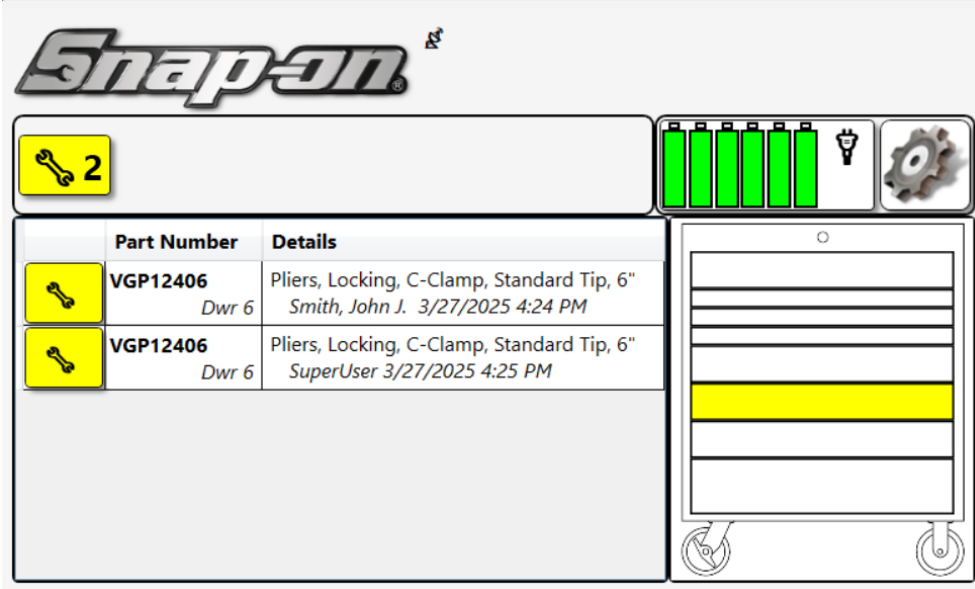 Snap-on®
2
Part Number Details
VGP12406 Pliers, Locking, C-Clamp, Standard Tip, 6"
Dwr 6 Smith, John J. 3/27/2025 4:24 PM
VGP12406 Pliers, Locking, C-Clamp, Standard Tip, 6"
Dwr 6 SuperUser 3/27/2025 4:25 PM